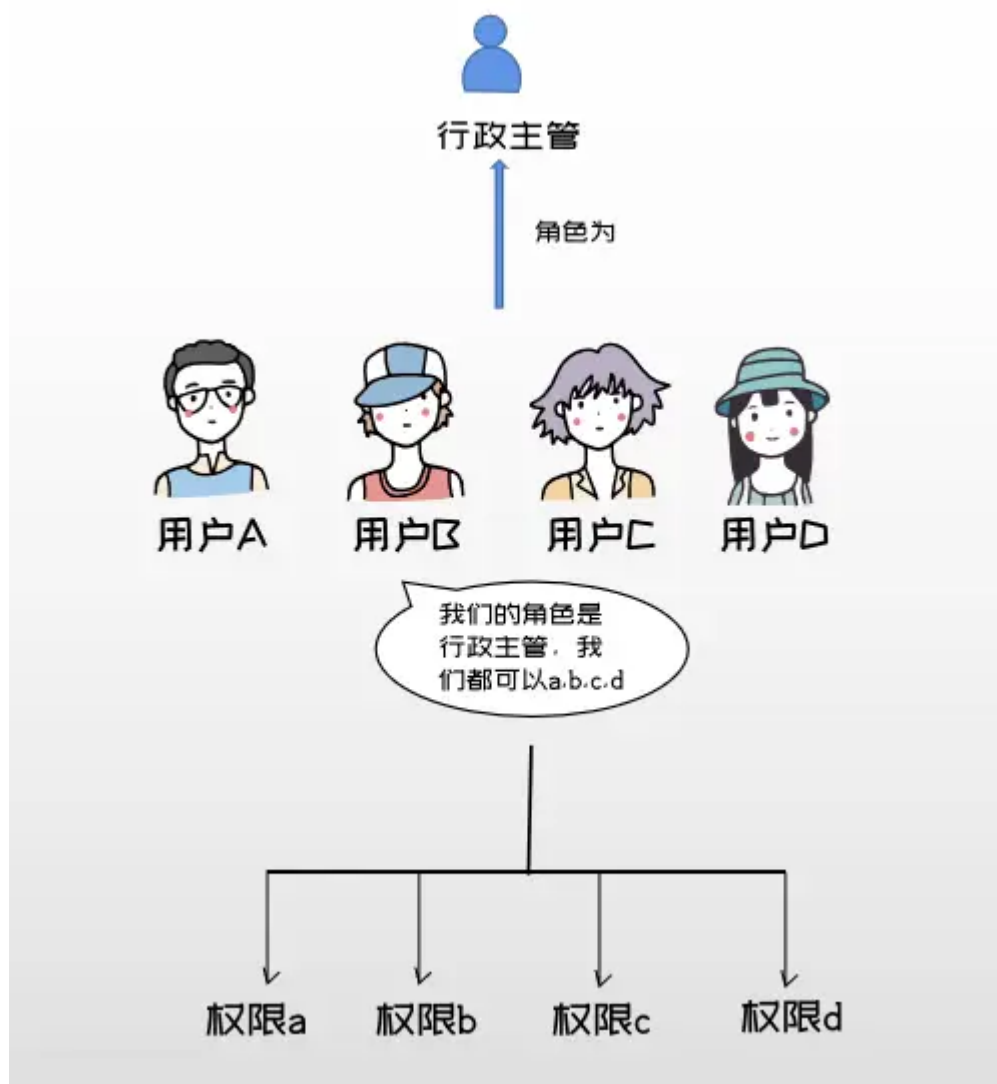 行政主管
角色为
用户A
用户B
用户C
用户D
我们的角色是
行政主管，我
们都可以a,b,c,d
权限a
权限b
权限c
权限d